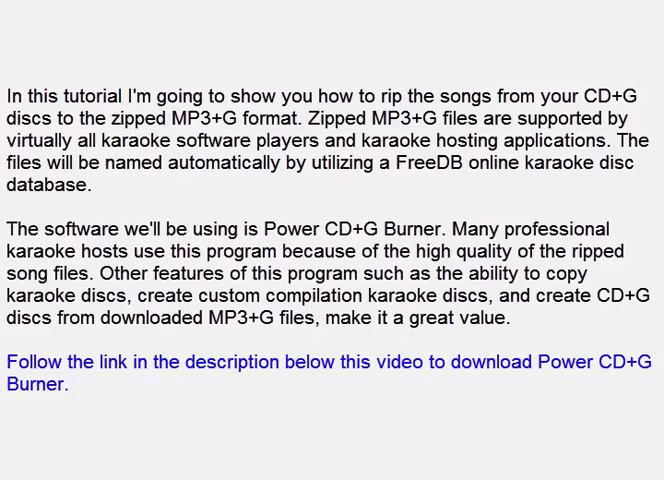 In this tutorial I'm going to show you how to rip the songs from your CD+G
discs to the zipped MP3+G format. Zipped MP3+G files are supported by
virtually all karaoke software players and karaoke hosting applications. The
files will be named automatically by utilizing a FreeDB online karaoke disc
database.
The software we'll be using is Power CD+G Burner. Many professional
karaoke hosts use this program because of the high quality of the ripped
song files. Other features of this program such as the ability to copy
karaoke discs, create custom compilation karaoke discs, and create CD+G
discs from downloaded MP3+G files, make it a great value.
Follow the link in the description below this video to download Power CD+G
Burner.